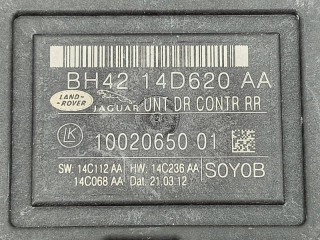 BH42 14D620 AA
LAND-ROVER JAGUAR UNT DR CONTR RR
LK 10020650 01
SW: 14C112 AA HW: 14C236 AA S0Y0B
14C068 AA Dat: 21.03.12